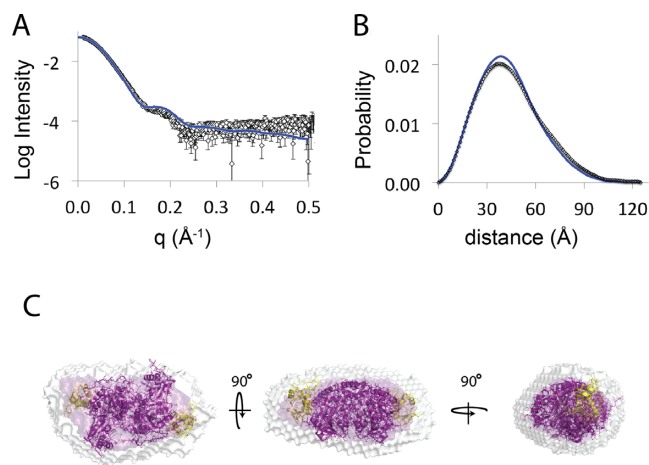 A
Log Intensity
-2
-4
-6
0.0 0.1 0.2 0.3 0.4 0.5
q (Å-1)
B
Probability
0.02
0.01
0.00
0 30 60 90 120
distance (Å)
C
90° 90°